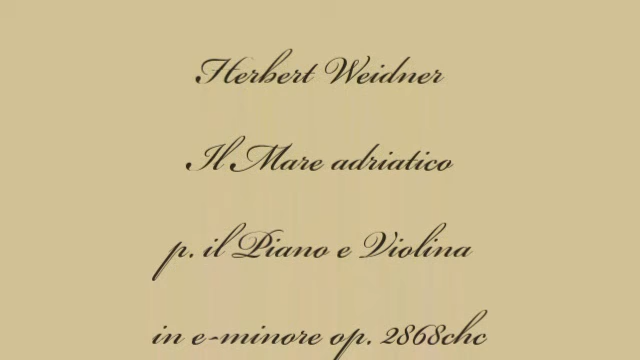 Herbert Weidner
Il Mare adriatico
p. il Piano e Violina
in e-minore op. 2868chc